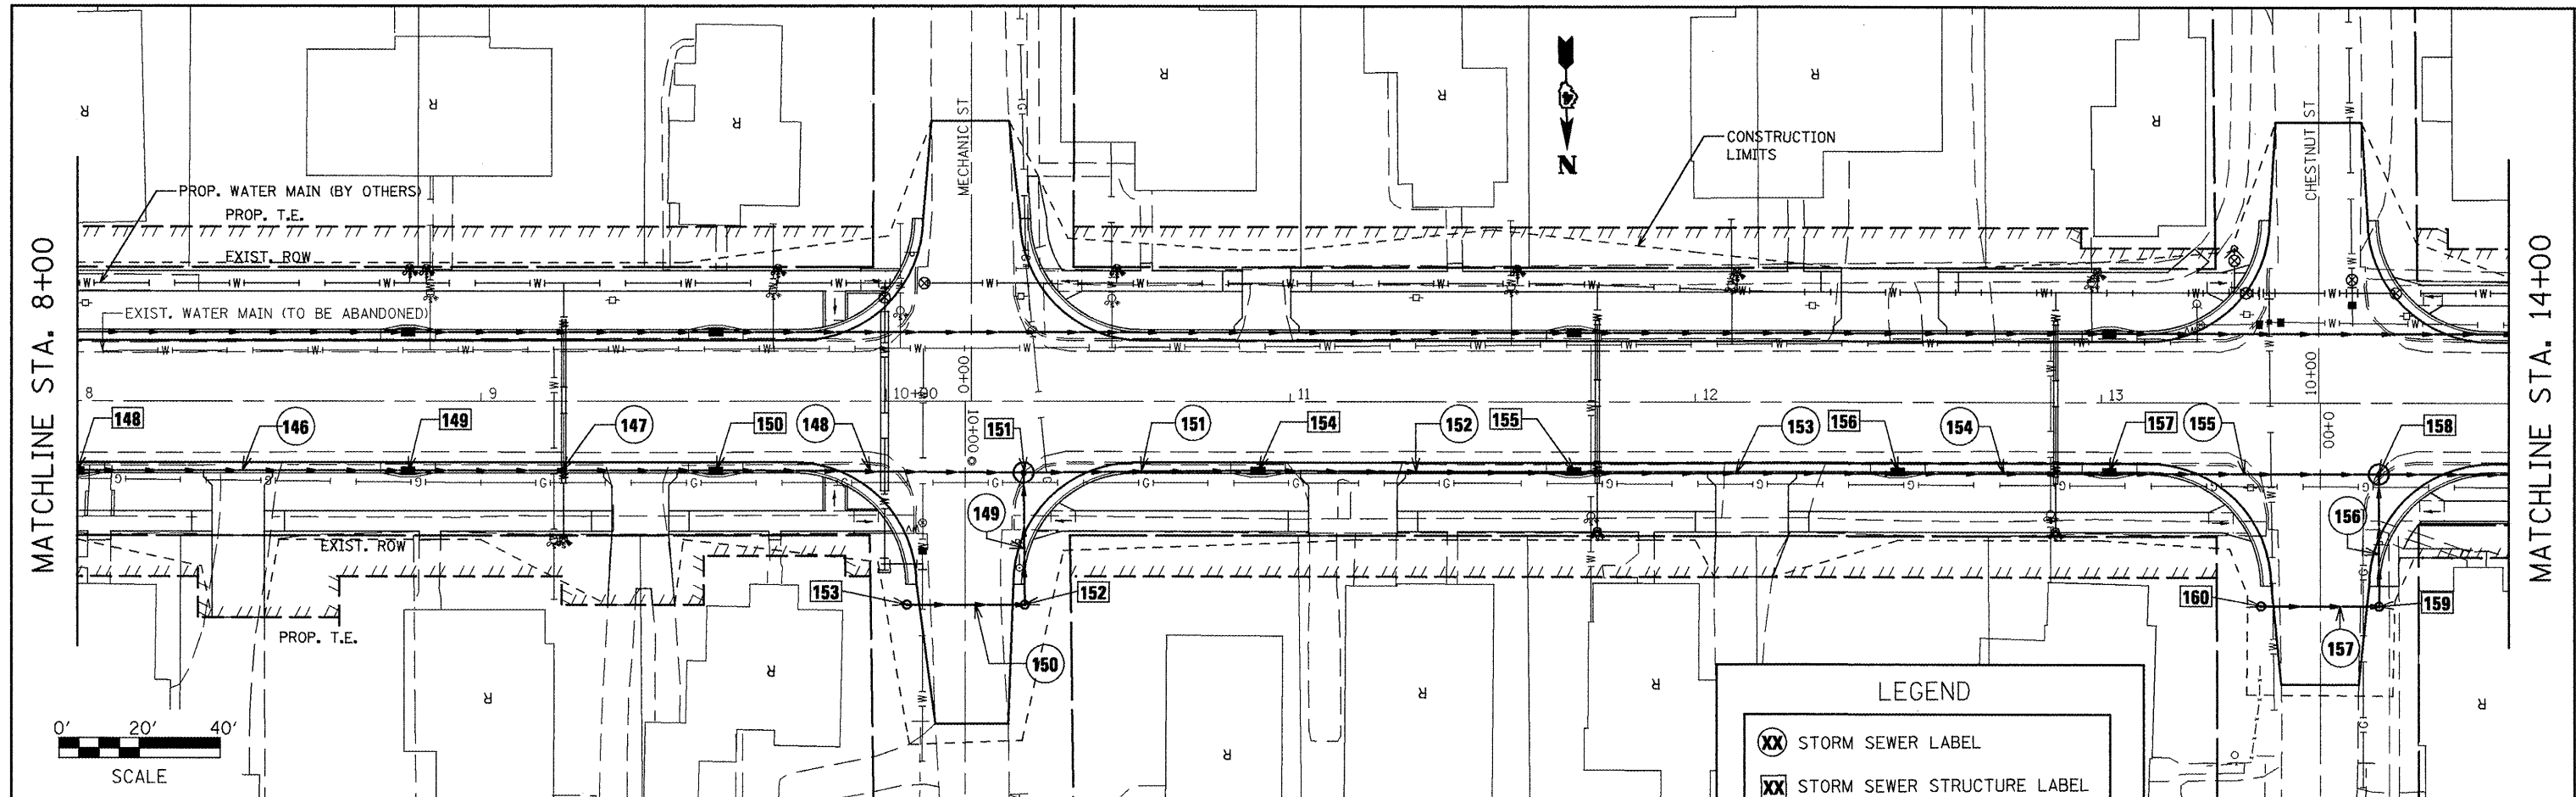 MATCHLINE STA. 8+00
MATCHLINE STA. 14+00
MECHANIC ST
CHESTNUT ST
R
R
R
R
R
R
R
N
CONSTRUCTION
LIMITS
PROP. WATER MAIN (BY OTHERS)
PROP. T.E.
EXIST. ROW
EXIST. WATER MAIN (TO BE ABANDONED)
8
9
10+00
0+00
10+00
11
12
13
10+00
0+00
148
146
149
147
150
148
151
151
154
152
155
153
156
154
157
155
158
149
156
EXIST. ROW
153
152
160
159
PROP. T.E.
150
157
R
R
R
R
R
R
0' 20' 40'
SCALE
LEGEND
XX STORM SEWER LABEL
XX STORM SEWER STRUCTURE LABEL